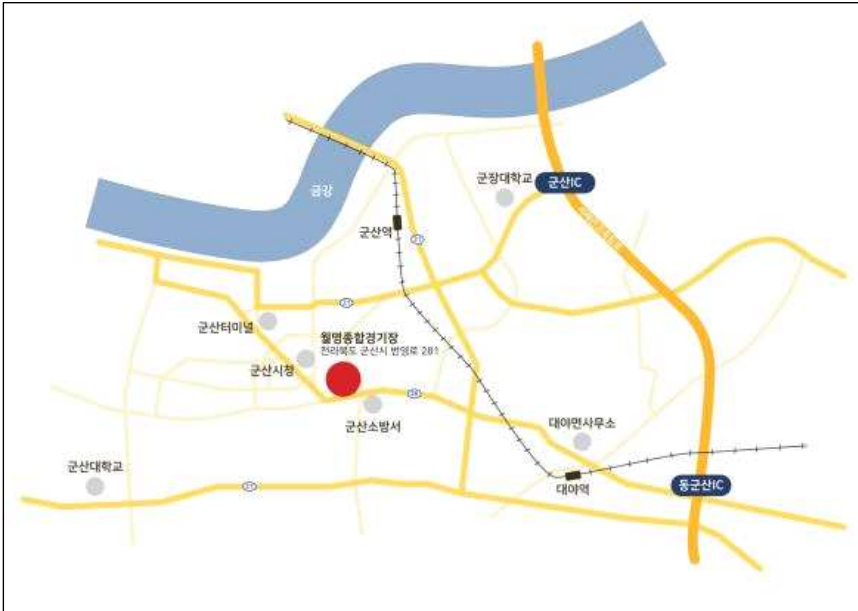 금강
군장대학교
군산IC
군산역
21
군산터미널
월명종합경기장
전라북도 군산시 번영로 281
군산시청
26
군산소방서
대야면사무소
군산대학교
대야역
동군산IC